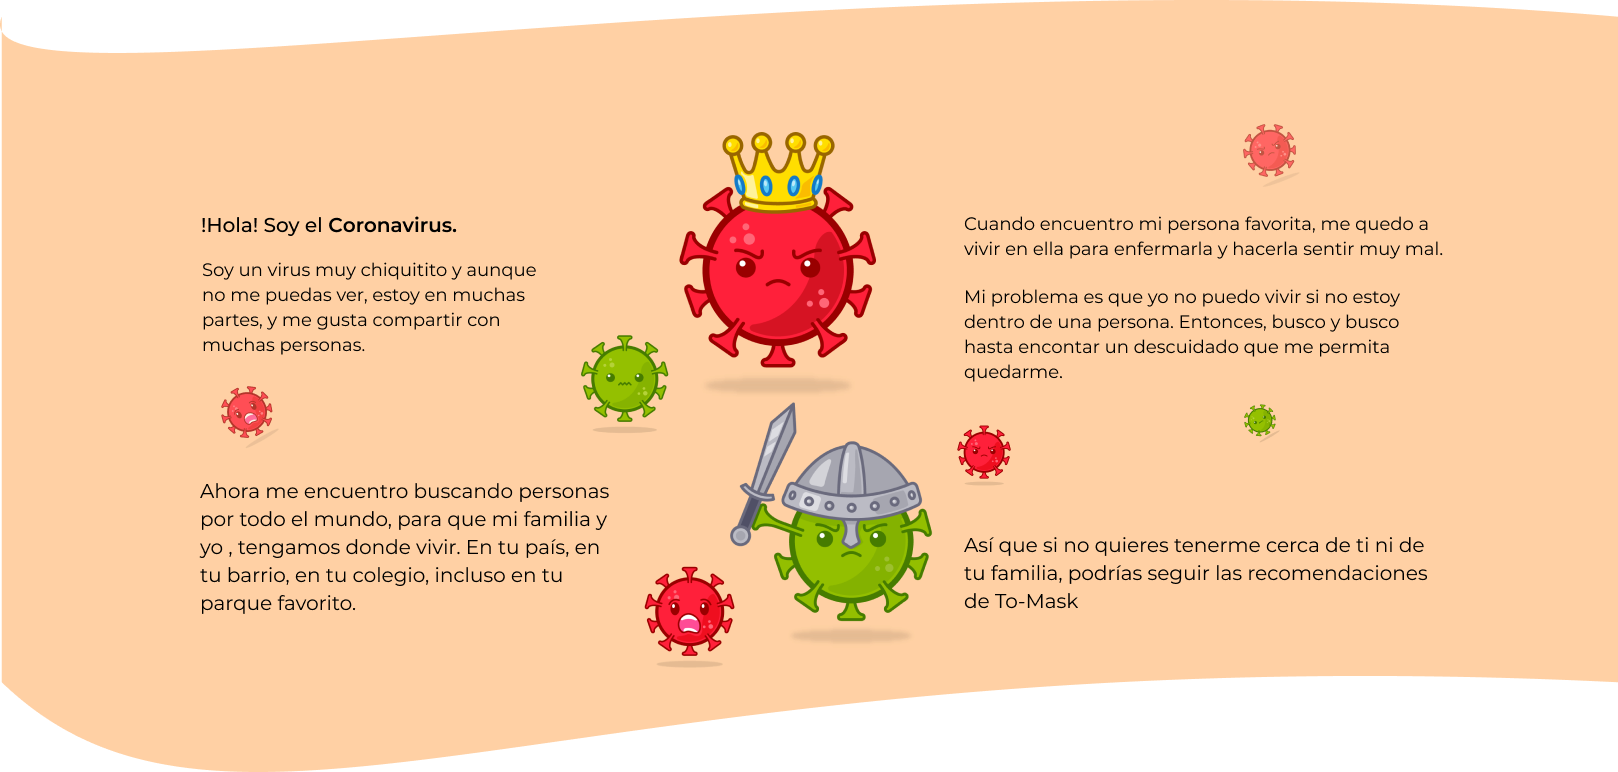 !Hola! Soy el Coronavirus.
Soy un virus muy chiquitito y aunque
no me puedas ver, estoy en muchas
partes, y me gusta compartir con
muchas personas.
Ahora me encuentro buscando personas
por todo el mundo, para que mi familia y
yo , tengamos donde vivir. En tu país, en
tu barrio, en tu colegio, incluso en tu
parque favorito.
Cuando encuentro mi persona favorita, me quedo a
vivir en ella para enfermarla y hacerla sentir muy mal.
Mi problema es que yo no puedo vivir si no estoy
dentro de una persona. Entonces, busco y busco
hasta encontar un descuidado que me permita
quedarme.
Así que si no quieres tenerme cerca de ti ni de
tu familia, podrías seguir las recomendaciones
de To-Mask